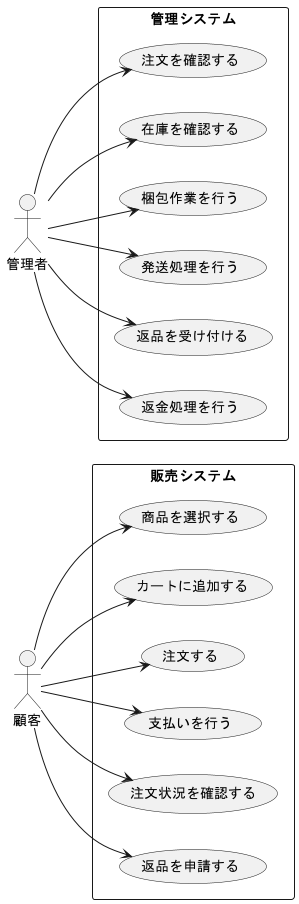 管理システム
注文を確認する
在庫を確認する
梱包作業を行う
管理者
発送処理を行う
返品を受け付ける
返金処理を行う
販売システム
商品を選択する
カートに追加する
注文する
顧客
支払いを行う
注文状況を確認する
返品を申請する